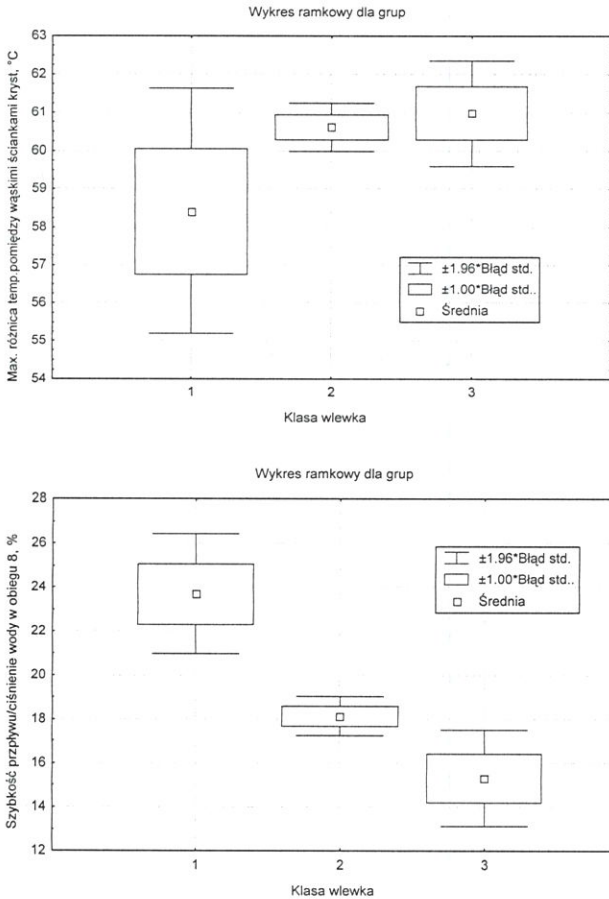 Wykres ramkowy dla grup
Max. różnica temp.pomiędzy wąskimi ściankami kryst, °C
63
62
61
60
59
58
57
56
55
54
±1.96*Błąd std.
±1.00*Błąd std..
Średnia
1 2 3
Klasa wlewka
Wykres ramkowy dla grup
Szybkość przpływu/ciśnienie wody w obiegu 8, %
28
26
24
22
20
18
16
14
12
±1.96*Błąd std.
±1.00*Błąd std..
Średnia
1 2 3
Klasa wlewka